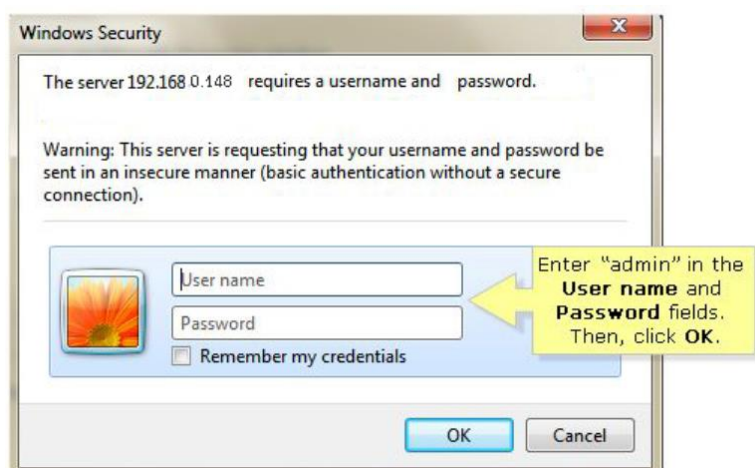 Windows Security
The server 192.168.0.148 requires a username and password.
Warning: This server is requesting that your username and password be
sent in an insecure manner (basic authentication without a secure
connection).
User name
Password
Remember my credentials
Enter “admin” in the
User name and
Password fields.
Then, click OK.
OK
Cancel